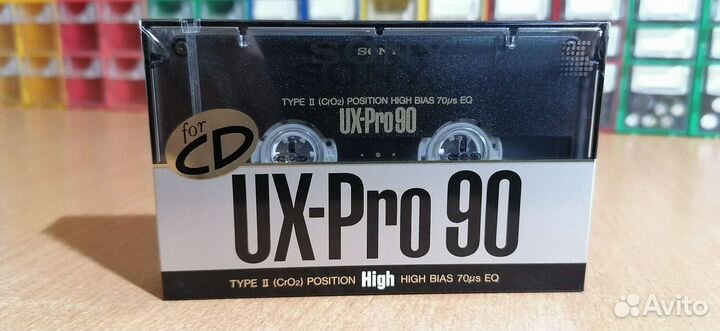 SONY
TYPE II (CrO2) POSITION HIGH BIAS 70µs EQ
UX-Pro 90
for
CD
UX-Pro 90
TYPE II (CrO2) POSITION High HIGH BIAS 70µs EQ
Avito